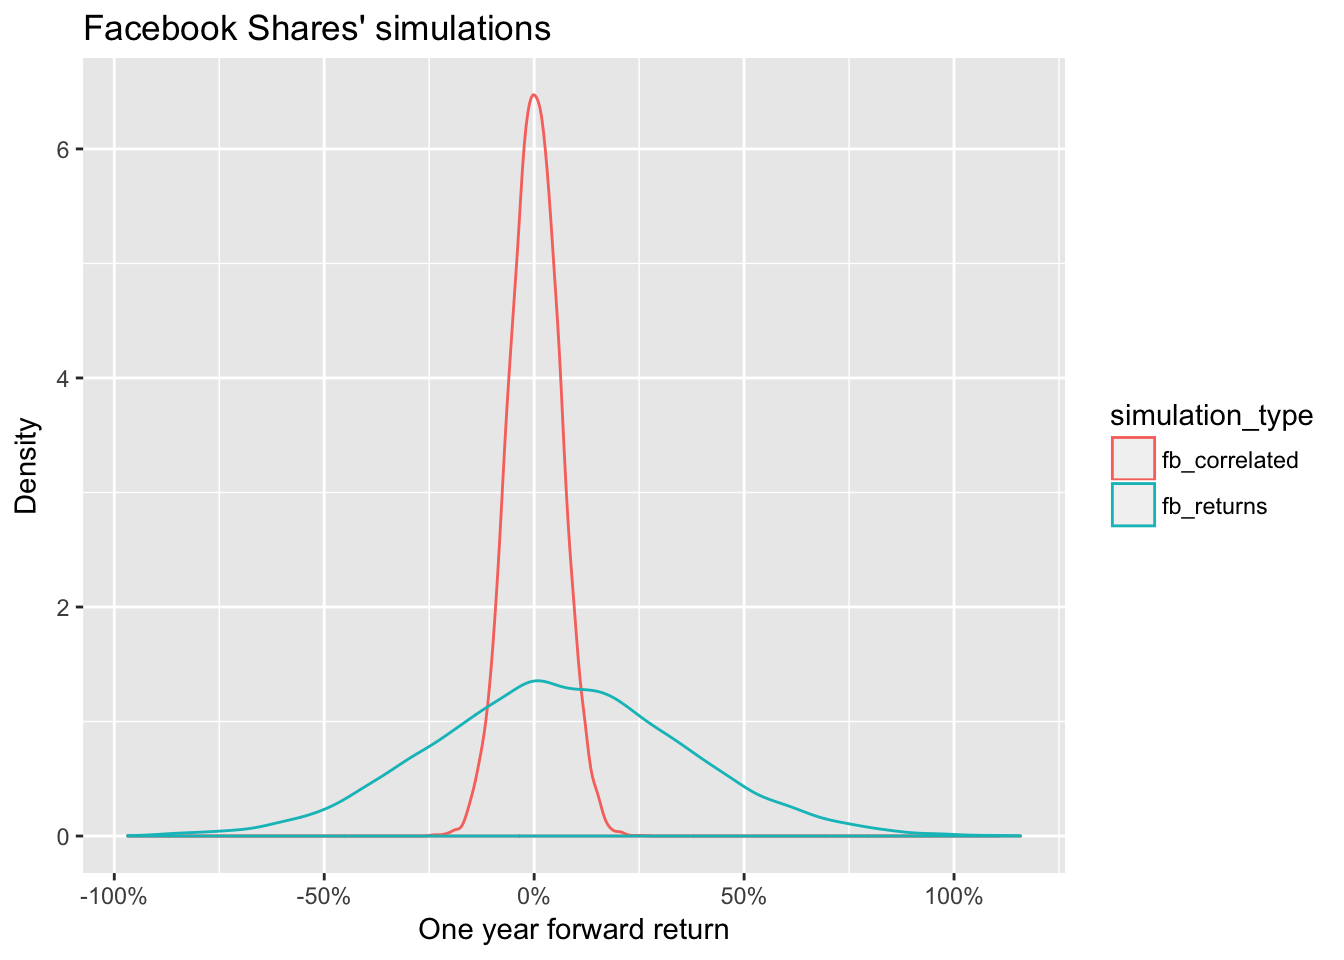 Facebook Shares' simulations
6
4
2
0
Density
-100%
-50%
0%
50%
100%
One year forward return
simulation_type
fb_correlated
fb_returns